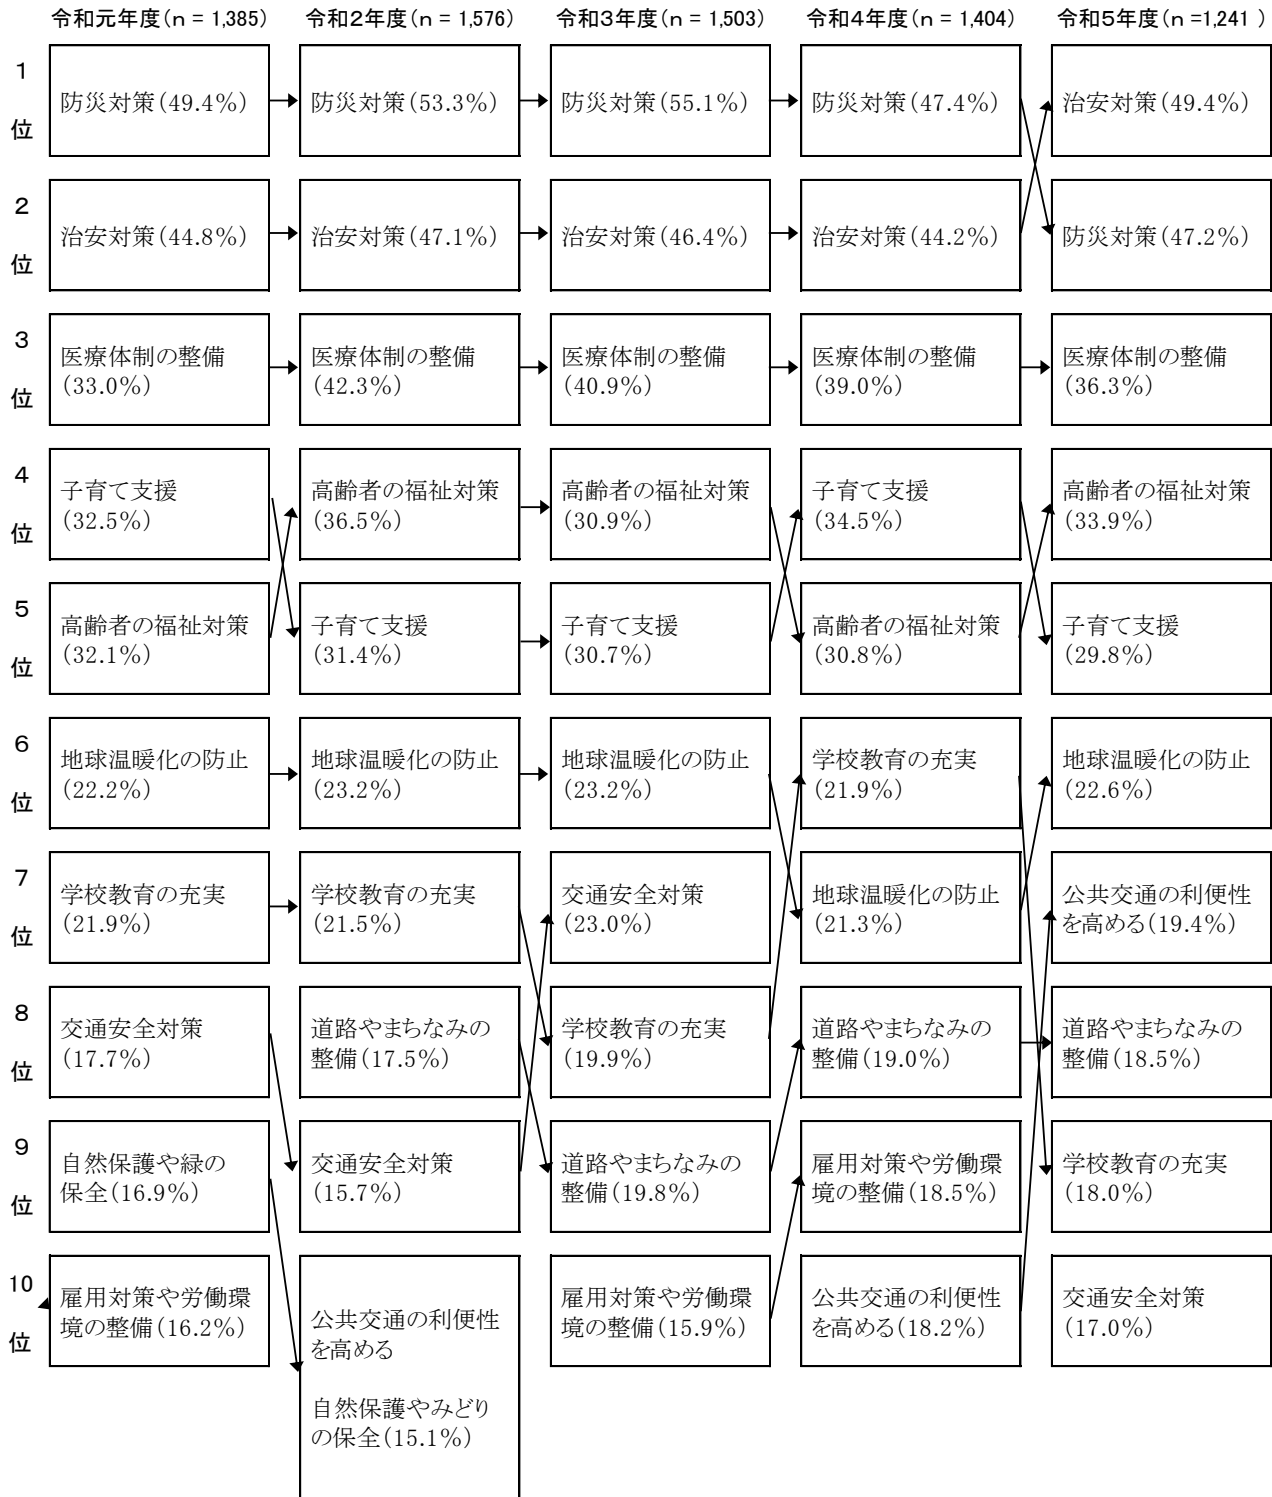 令和元年度(n = 1,385)
令和2年度(n = 1,576)
令和3年度(n = 1,503)
令和4年度(n = 1,404)
令和5年度(n =1,241 )
1
位
防災対策(49.4%)
防災対策(53.3%)
防災対策(55.1%)
防災対策(47.4%)
治安対策(49.4%)
2
位
治安対策(44.8%)
治安対策(47.1%)
治安対策(46.4%)
治安対策(44.2%)
防災対策(47.2%)
3
位
医療体制の整備
(33.0%)
医療体制の整備
(42.3%)
医療体制の整備
(40.9%)
医療体制の整備
(39.0%)
医療体制の整備
(36.3%)
4
位
子育て支援
(32.5%)
高齢者の福祉対策
(36.5%)
高齢者の福祉対策
(30.9%)
子育て支援
(34.5%)
高齢者の福祉対策
(33.9%)
5
位
高齢者の福祉対策
(32.1%)
子育て支援
(31.4%)
子育て支援
(30.7%)
高齢者の福祉対策
(30.8%)
子育て支援
(29.8%)
6
位
地球温暖化の防止
(22.2%)
地球温暖化の防止
(23.2%)
地球温暖化の防止
(23.2%)
学校教育の充実
(21.9%)
地球温暖化の防止
(22.6%)
7
位
学校教育の充実
(21.9%)
学校教育の充実
(21.5%)
交通安全対策
(23.0%)
地球温暖化の防止
(21.3%)
公共交通の利便性
を高める(19.4%)
8
位
交通安全対策
(17.7%)
道路やまちなみの
整備(17.5%)
学校教育の充実
(19.9%)
道路やまちなみの
整備(19.0%)
道路やまちなみの
整備(18.5%)
9
位
自然保護や緑の
保全(16.9%)
交通安全対策
(15.7%)
道路やまちなみの
整備(19.8%)
雇用対策や労働環
境の整備(18.5%)
学校教育の充実
(18.0%)
10
位
雇用対策や労働環
境の整備(16.2%)
公共交通の利便性
を高める
自然保護やみどり
の保全(15.1%)
雇用対策や労働環
境の整備(15.9%)
公共交通の利便性
を高める(18.2%)
交通安全対策
(17.0%)